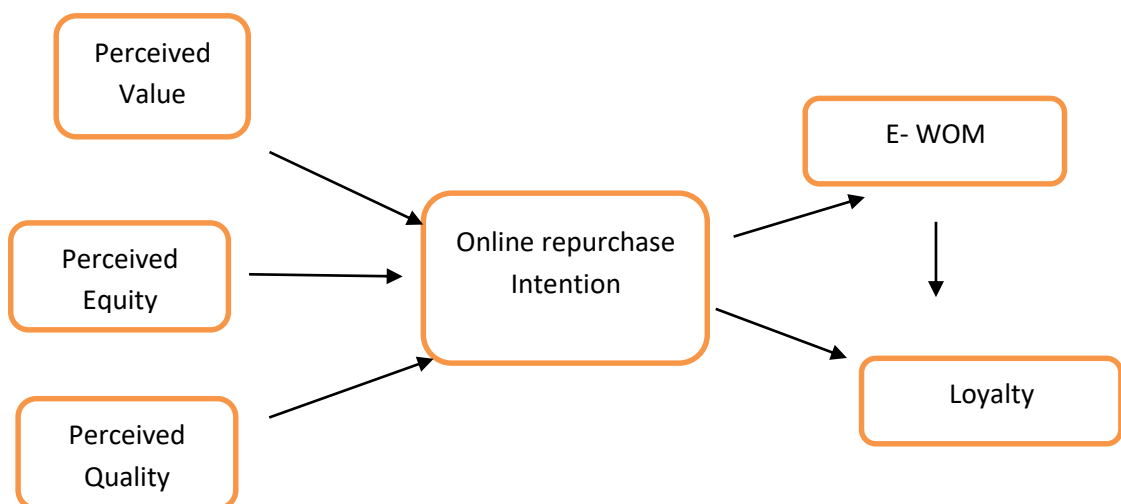 Perceived
Value
E- WOM
Online repurchase
Intention
Perceived
Equity
Loyalty
Perceived
Quality